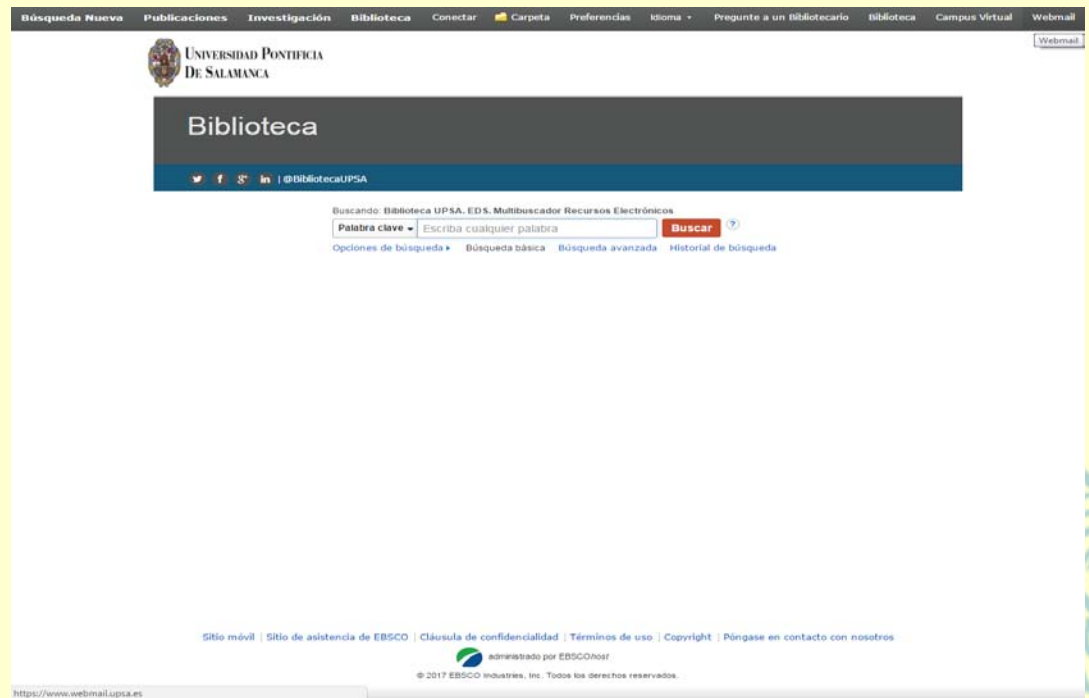 Búsqueda Nueva Publicaciones Investigación Biblioteca Conectar Carpeta Preferencias Idioma Pregunte a un Bibliotecario Biblioteca Campus Virtual Webmail
Webmail
UNIVERSIDAD PONTIFICIA
DE SALAMANCA
Biblioteca
| @BibliotecaUPSA
Buscando: Biblioteca UPSA. EDS. Multibuscador Recursos Electrónicos
Palabra clave Escriba cualquier palabra Buscar ?
Opciones de búsqueda Búsqueda básica Búsqueda avanzada Historial de búsqueda
Sitio móvil | Sitio de asistencia de EBSCO | Cláusula de confidencialidad | Términos de uso | Copyright | Póngase en contacto con nosotros
administrado por EBSCOhost
© 2017 EBSCO Industries, Inc. Todos los derechos reservados.
https://www.webmail.upsa.es